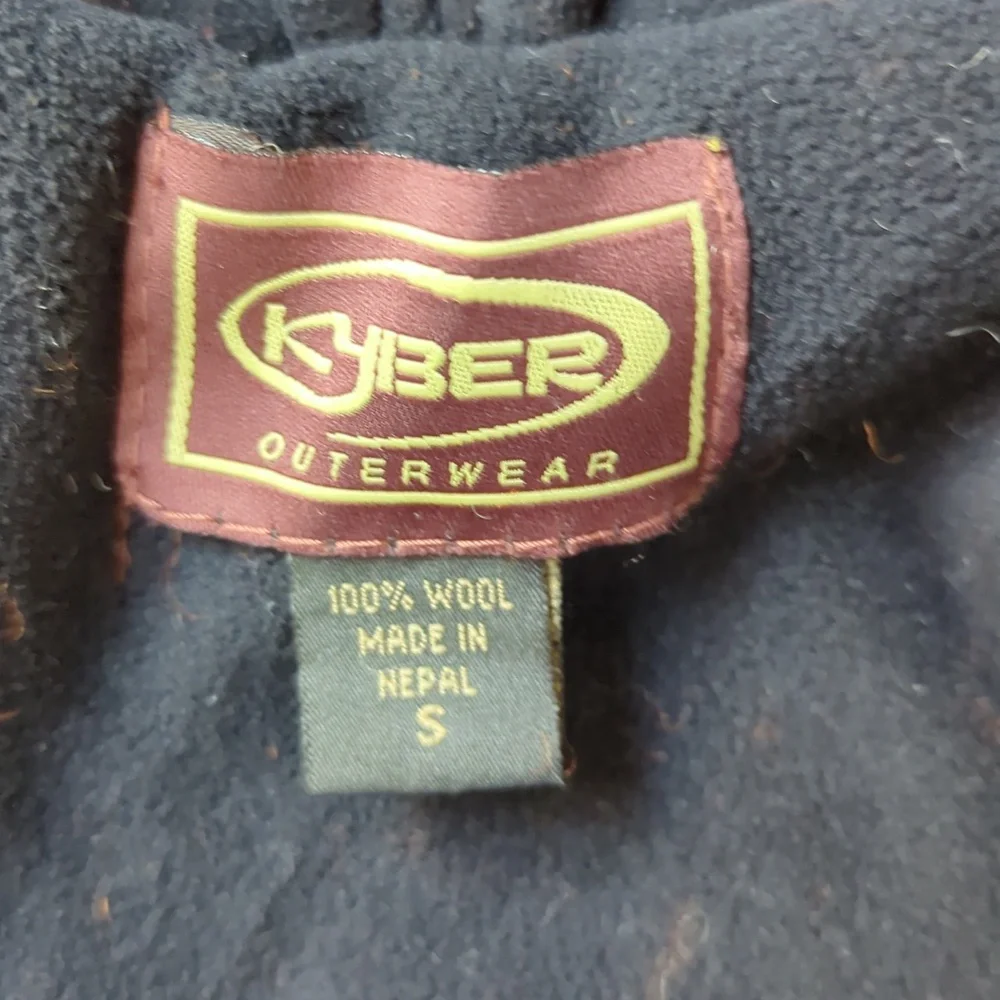 KYBER
OUTERWEAR
100% WOOL
MADE IN
NEPAL
S